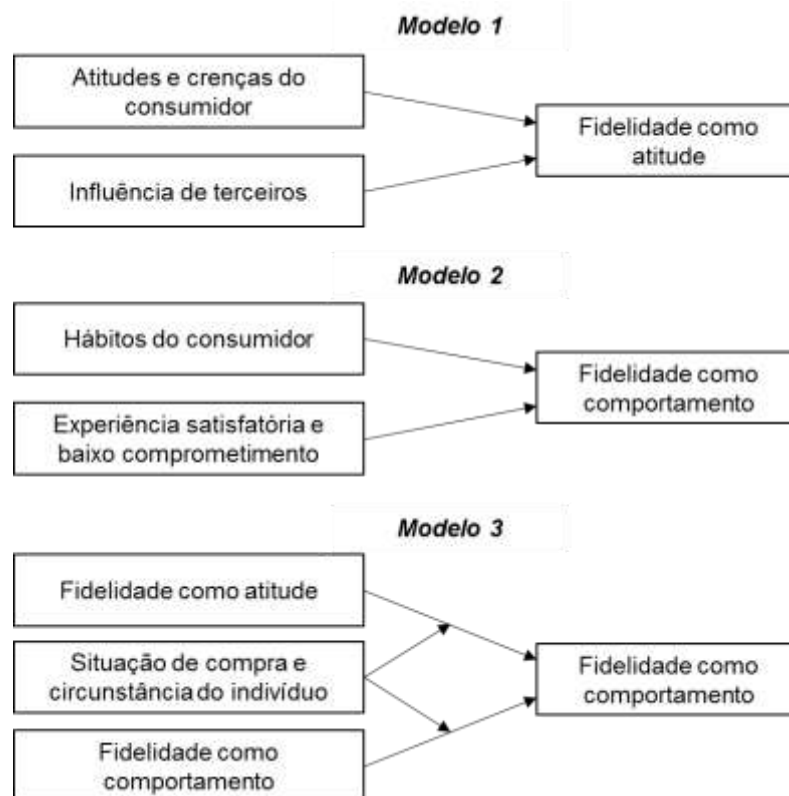 Modelo 1
Atitudes e crenças do
consumidor
Influência de terceiros
Fidelidade como
atitude
Modelo 2
Hábitos do consumidor
Experiência satisfatória e
baixo comprometimento
Fidelidade como
comportamento
Modelo 3
Fidelidade como atitude
Situação de compra e
circunstância do indivíduo
Fidelidade como
comportamento
Fidelidade como
comportamento